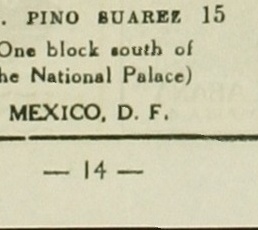 . PINO SUAREZ 15
One block south of
he National Palace)
MEXICO, D. F.
— 14 —